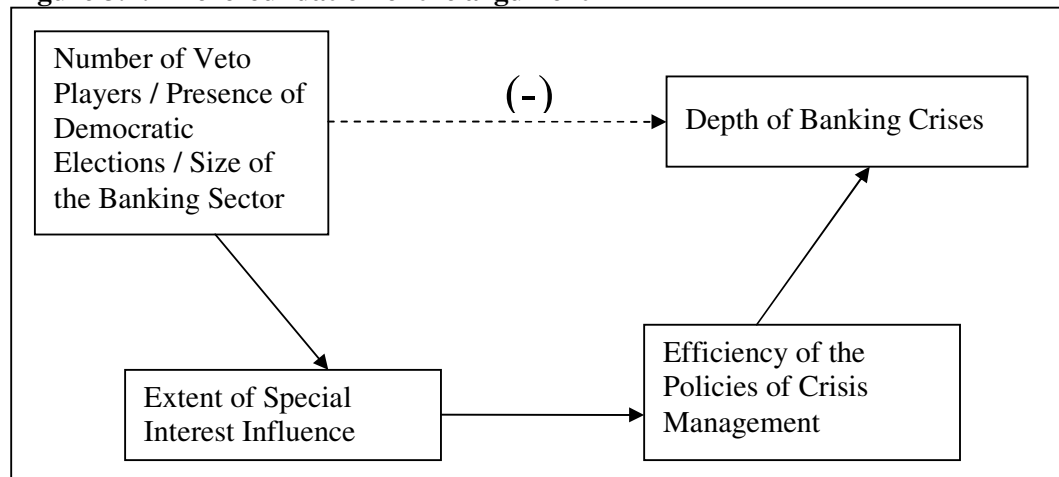 Number of Veto
Players / Presence of
Democratic
Elections / Size of
the Banking Sector
(-)
Depth of Banking Crises
Extent of Special
Interest Influence
Efficiency of the
Policies of Crisis
Management